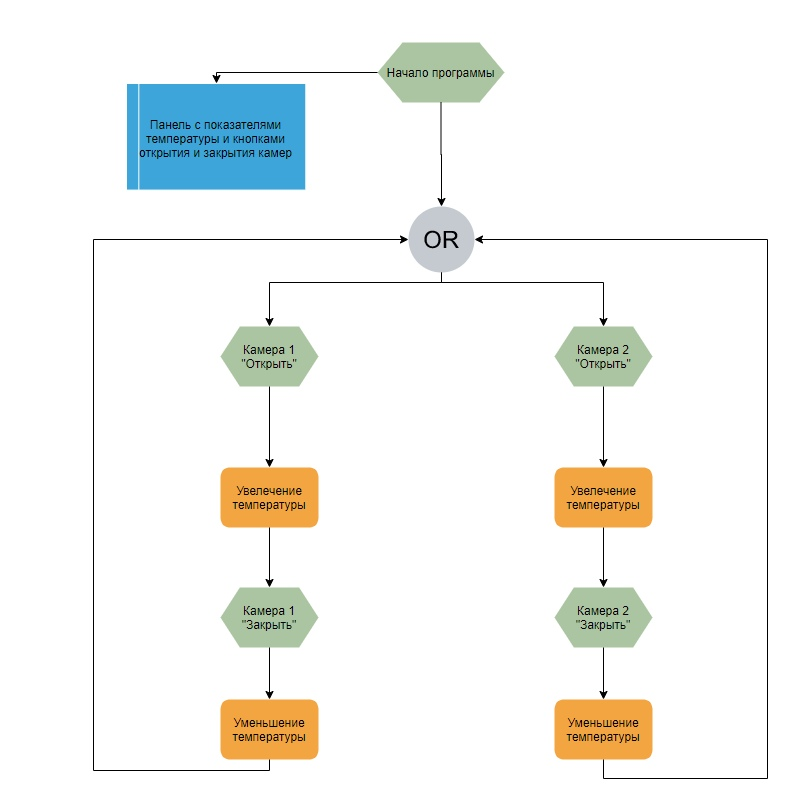 Начало программы
Панель с показателями
температуры и кнопками
открытия и закрытия камер
OR
Камера 1
"Открыть"
Камера 2
"Открыть"
Увелечение
температуры
Увелечение
температуры
Камера 1
"Закрыть"
Камера 2
"Закрыть"
Уменьшение
температуры
Уменьшение
температуры